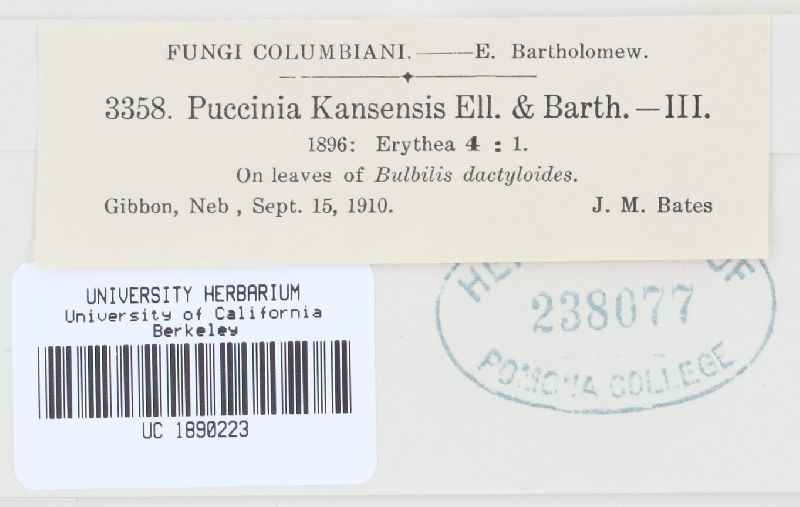 FUNGI COLUMBIANI.——E. Bartholomew.
3358. Puccinia Kansensis Ell. & Barth.—III.
1896: Erythea 4 : 1.
On leaves of Bulbilis dactyloides.
Gibbon, Neb , Sept. 15, 1910. J. M. Bates
238077
POMONA COLLEGE
UNIVERSITY HERBARIUM
University of California
Berkeley
UC 1890223